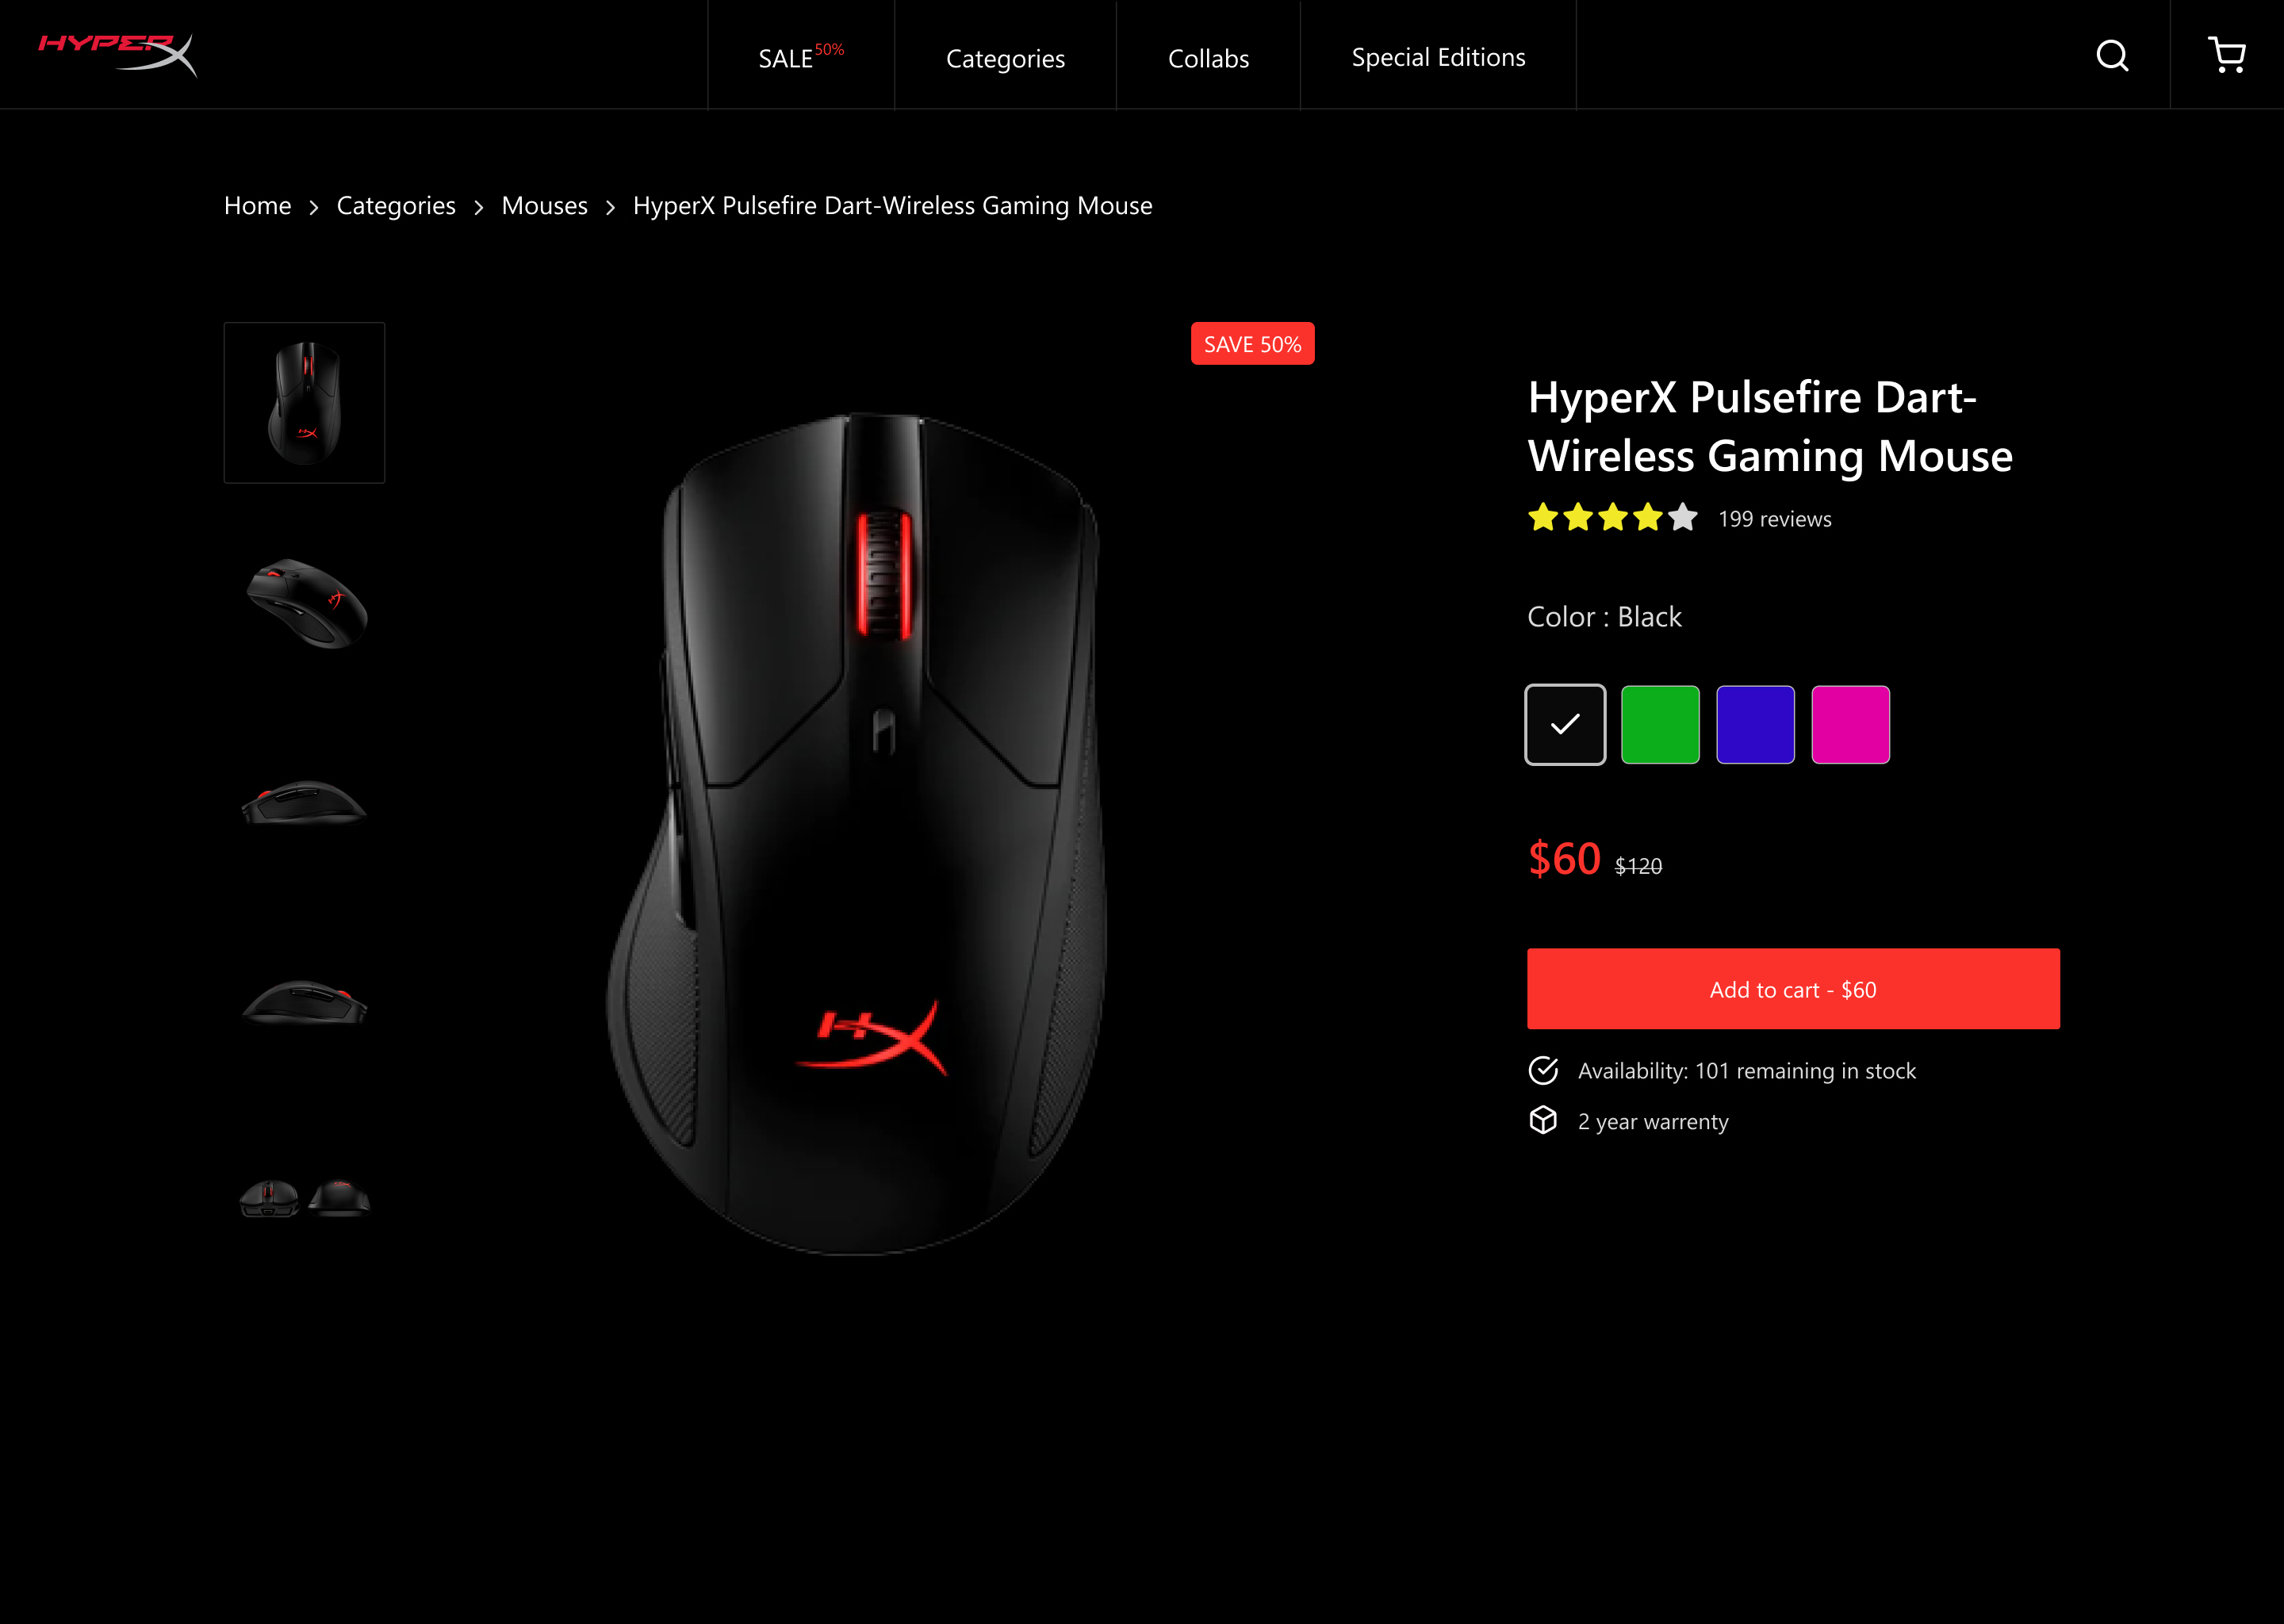 HYPERX
SALE50%
Categories
Collabs
Special Editions
Home > Categories > Mouses > HyperX Pulsefire Dart-Wireless Gaming Mouse
SAVE 50%
HyperX Pulsefire Dart-
Wireless Gaming Mouse
199 reviews
Color : Black
$60 $120
Add to cart - $60
Availability: 101 remaining in stock
2 year warrenty
HX